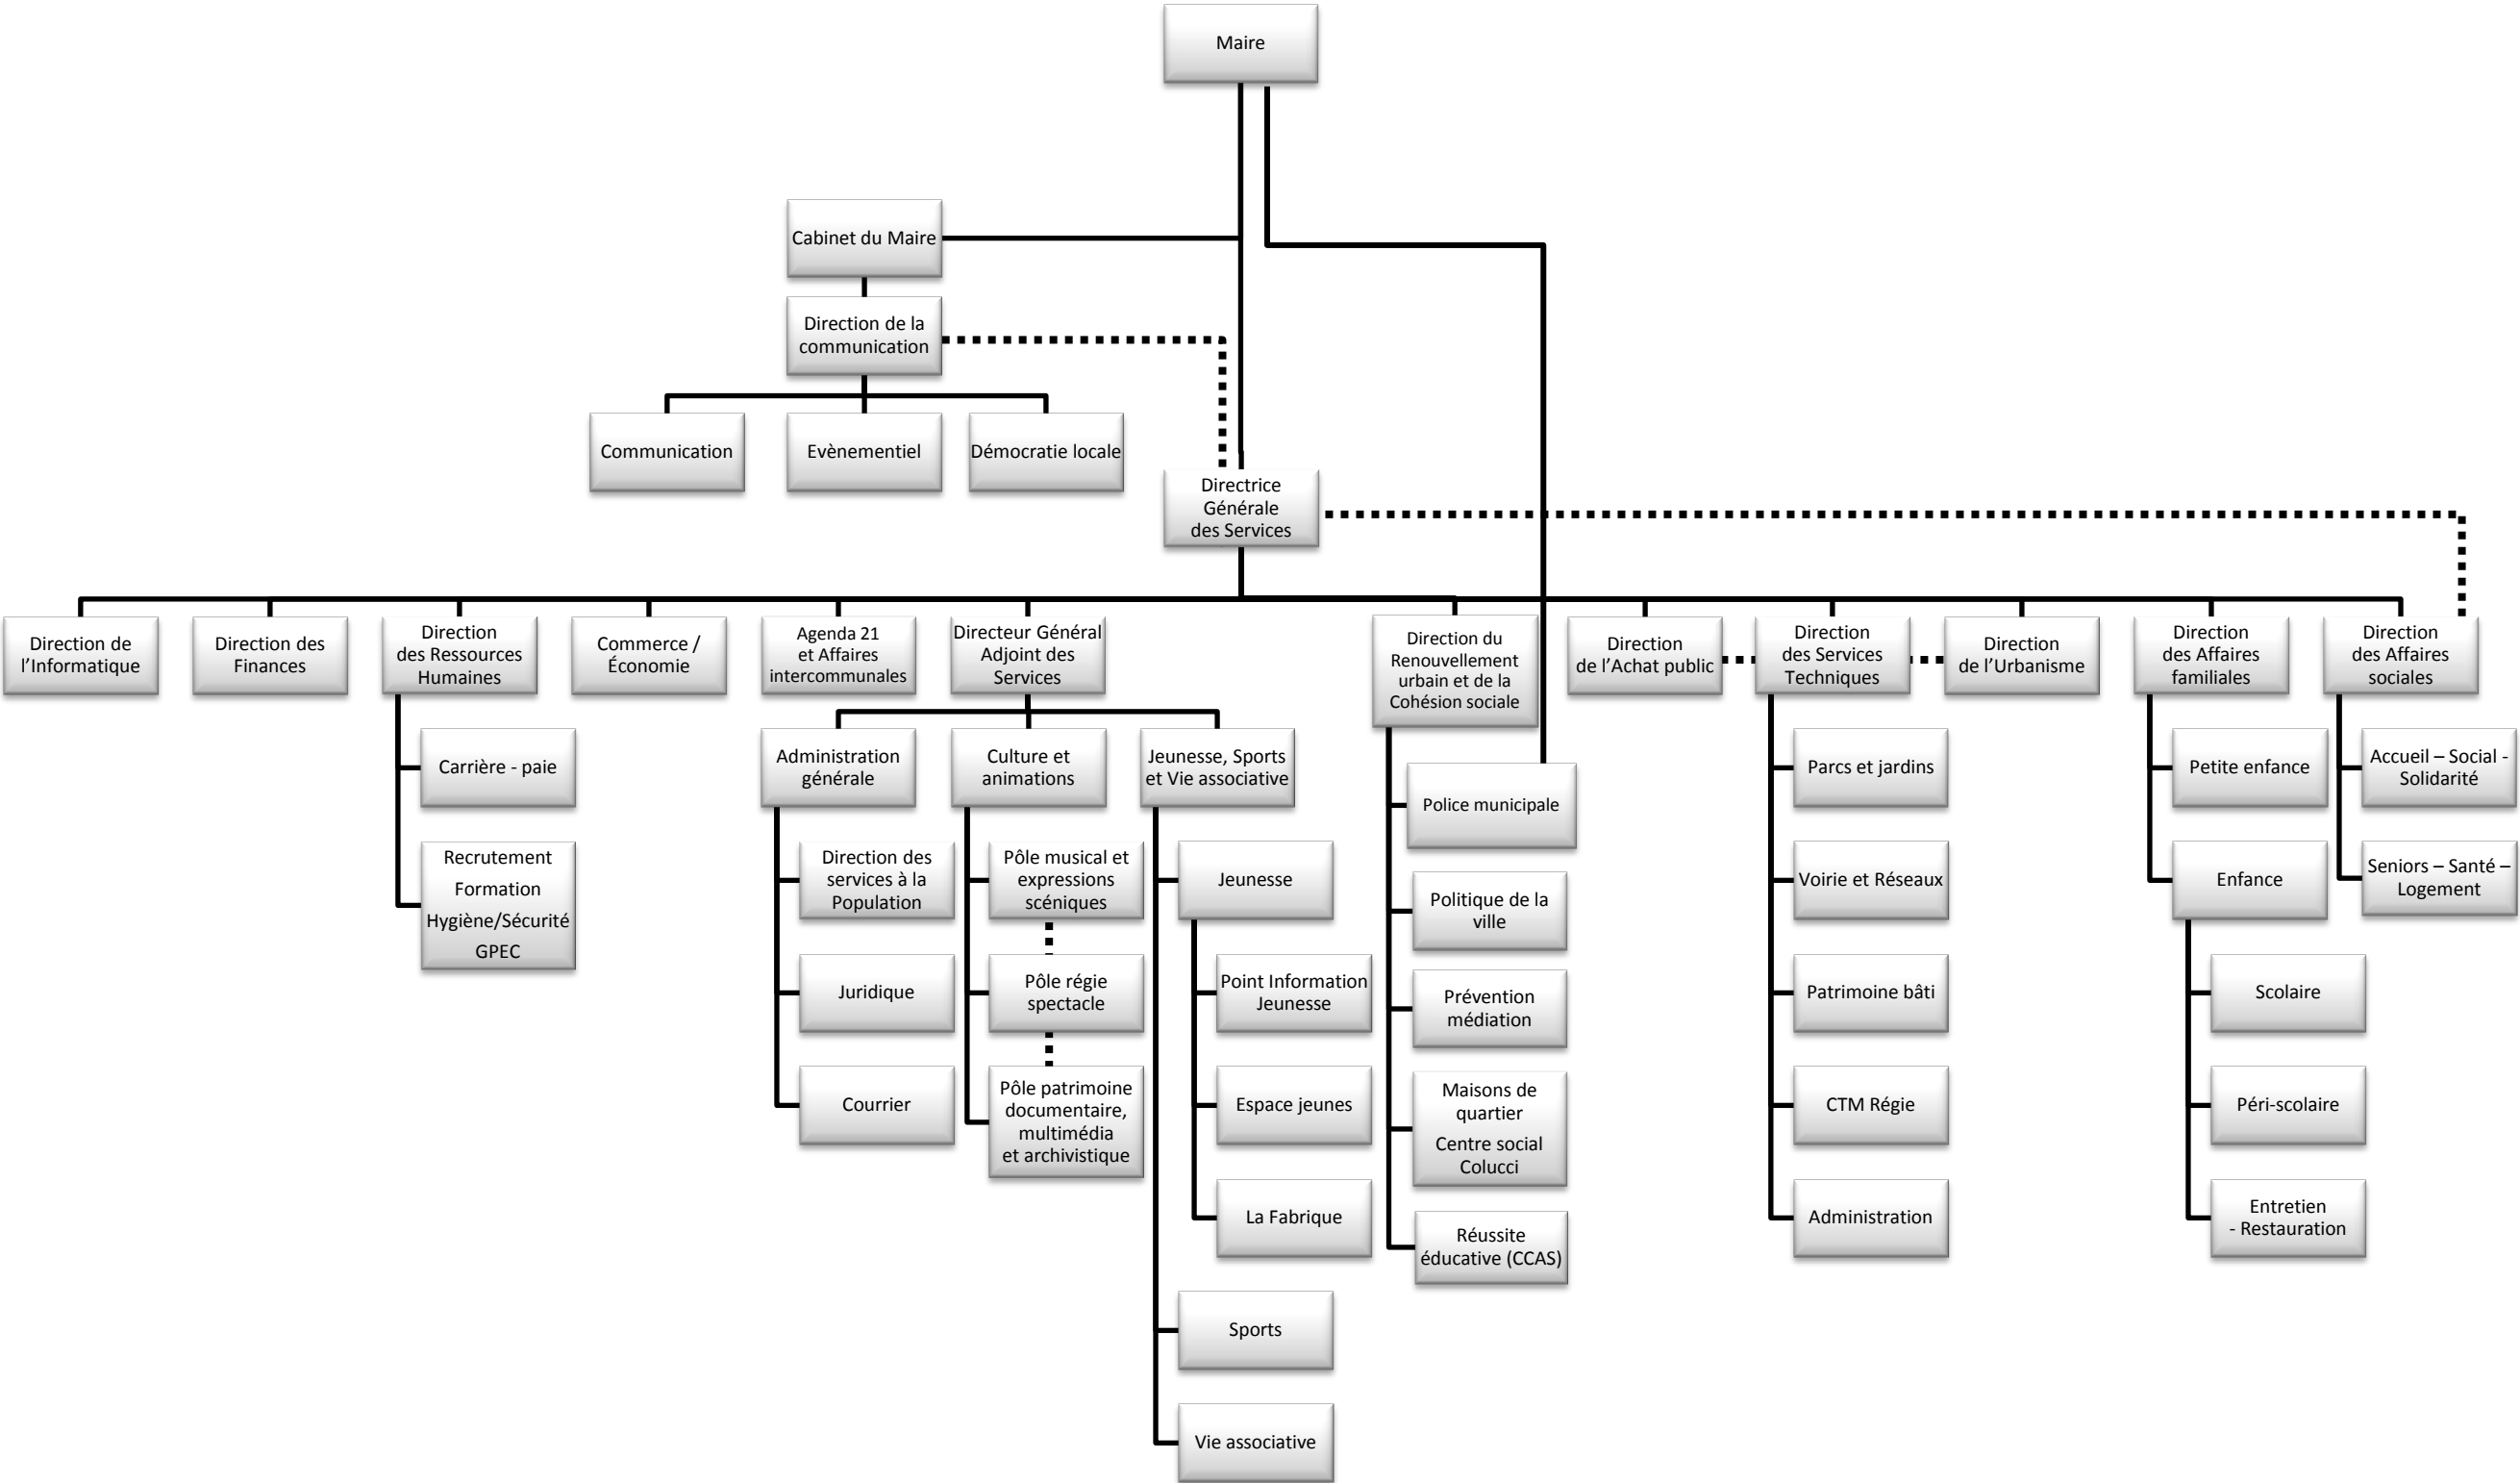 Maire
Cabinet du Maire
Direction de la
communication
Communication
Evènementiel
Démocratie locale
Directrice
Générale
des Services
Direction de
l’Informatique
Direction des
Finances
Direction
des Ressources
Humaines
Commerce /
Économie
Agenda 21
et Affaires
intercommunales
Directeur Général
Adjoint des
Services
Direction du
Renouvellement
urbain et de la
Cohésion sociale
Direction
de l’Achat public
Direction
des Services
Techniques
Direction
de l’Urbanisme
Direction
des Affaires
familiales
Direction
des Affaires
sociales
Carrière - paie
Recrutement
Formation
Hygiène/Sécurité
GPEC
Administration
générale
Direction des
services à la
Population
Juridique
Courrier
Culture et
animations
Pôle musical et
expressions
scéniques
Pôle régie
spectacle
Pôle patrimoine
documentaire,
multimédia
et archivistique
Jeunesse, Sports
et Vie associative
Jeunesse
Point Information
Jeunesse
Espace jeunes
La Fabrique
Sports
Vie associative
Police municipale
Politique de la
ville
Prévention
médiation
Maisons de
quartier
Centre social
Colucci
Réussite
éducative (CCAS)
Parcs et jardins
Voirie et Réseaux
Patrimoine bâti
CTM Régie
Administration
Petite enfance
Enfance
Scolaire
Péri-scolaire
Entretien
- Restauration
Accueil – Social -
Solidarité
Seniors – Santé –
Logement